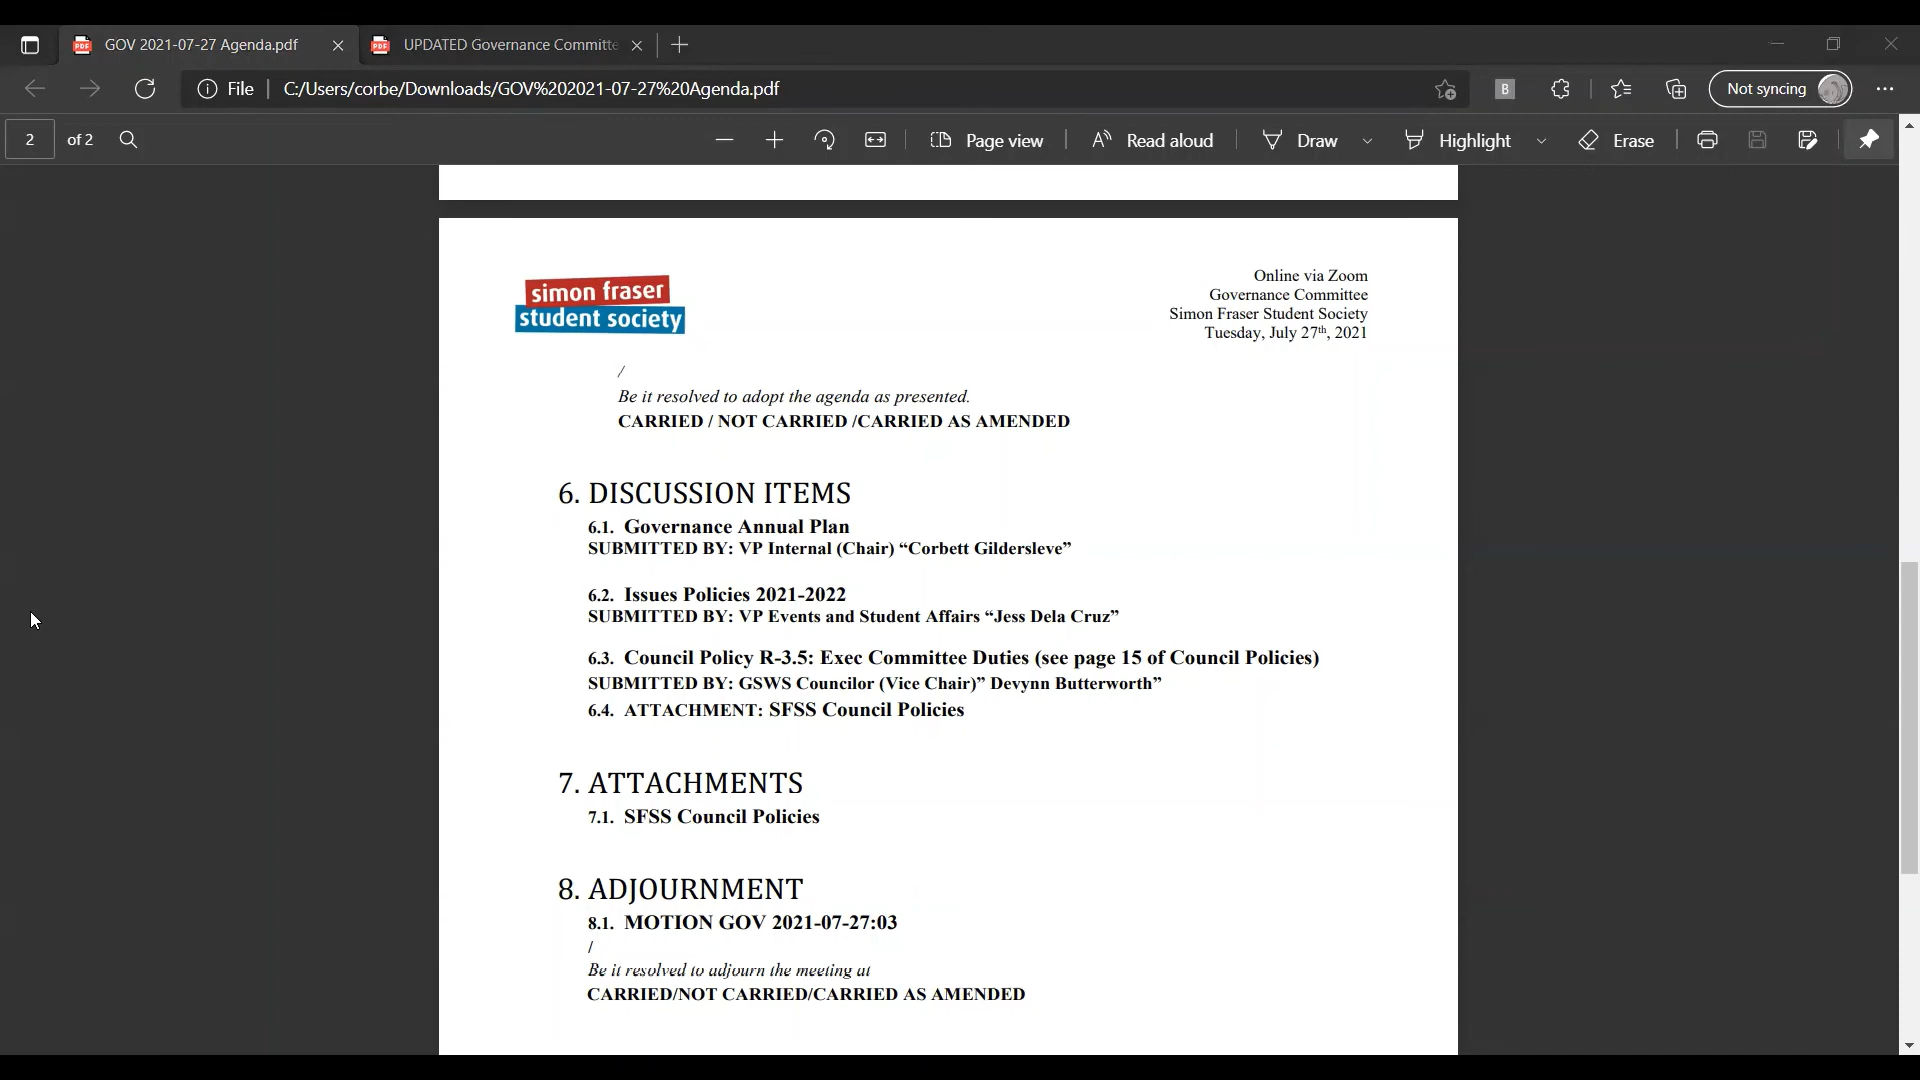 GOV 2021-07-27 Agenda.pdf
UPDATED Governance Committe
File
C:/Users/corbe/Downloads/GOV%202021-07-27%20Agenda.pdf
B
Not syncing
2
of 2
Page view
Read aloud
Draw
Highlight
Erase
simon fraser
student society
Online via Zoom
Governance Committee
Simon Fraser Student Society
Tuesday, July 27th, 2021
/
Be it resolved to adopt the agenda as presented.
CARRIED / NOT CARRIED /CARRIED AS AMENDED
6. DISCUSSION ITEMS
6.1. Governance Annual Plan
SUBMITTED BY: VP Internal (Chair) “Corbett Gildersleve”
6.2. Issues Policies 2021-2022
SUBMITTED BY: VP Events and Student Affairs “Jess Dela Cruz”
6.3. Council Policy R-3.5: Exec Committee Duties (see page 15 of Council Policies)
SUBMITTED BY: GSWS Councilor (Vice Chair)” Devynn Butterworth”
6.4. ATTACHMENT: SFSS Council Policies
7. ATTACHMENTS
7.1. SFSS Council Policies
8. ADJOURNMENT
8.1. MOTION GOV 2021-07-27:03
/
Be it resolved to adjourn the meeting at
CARRIED/NOT CARRIED/CARRIED AS AMENDED